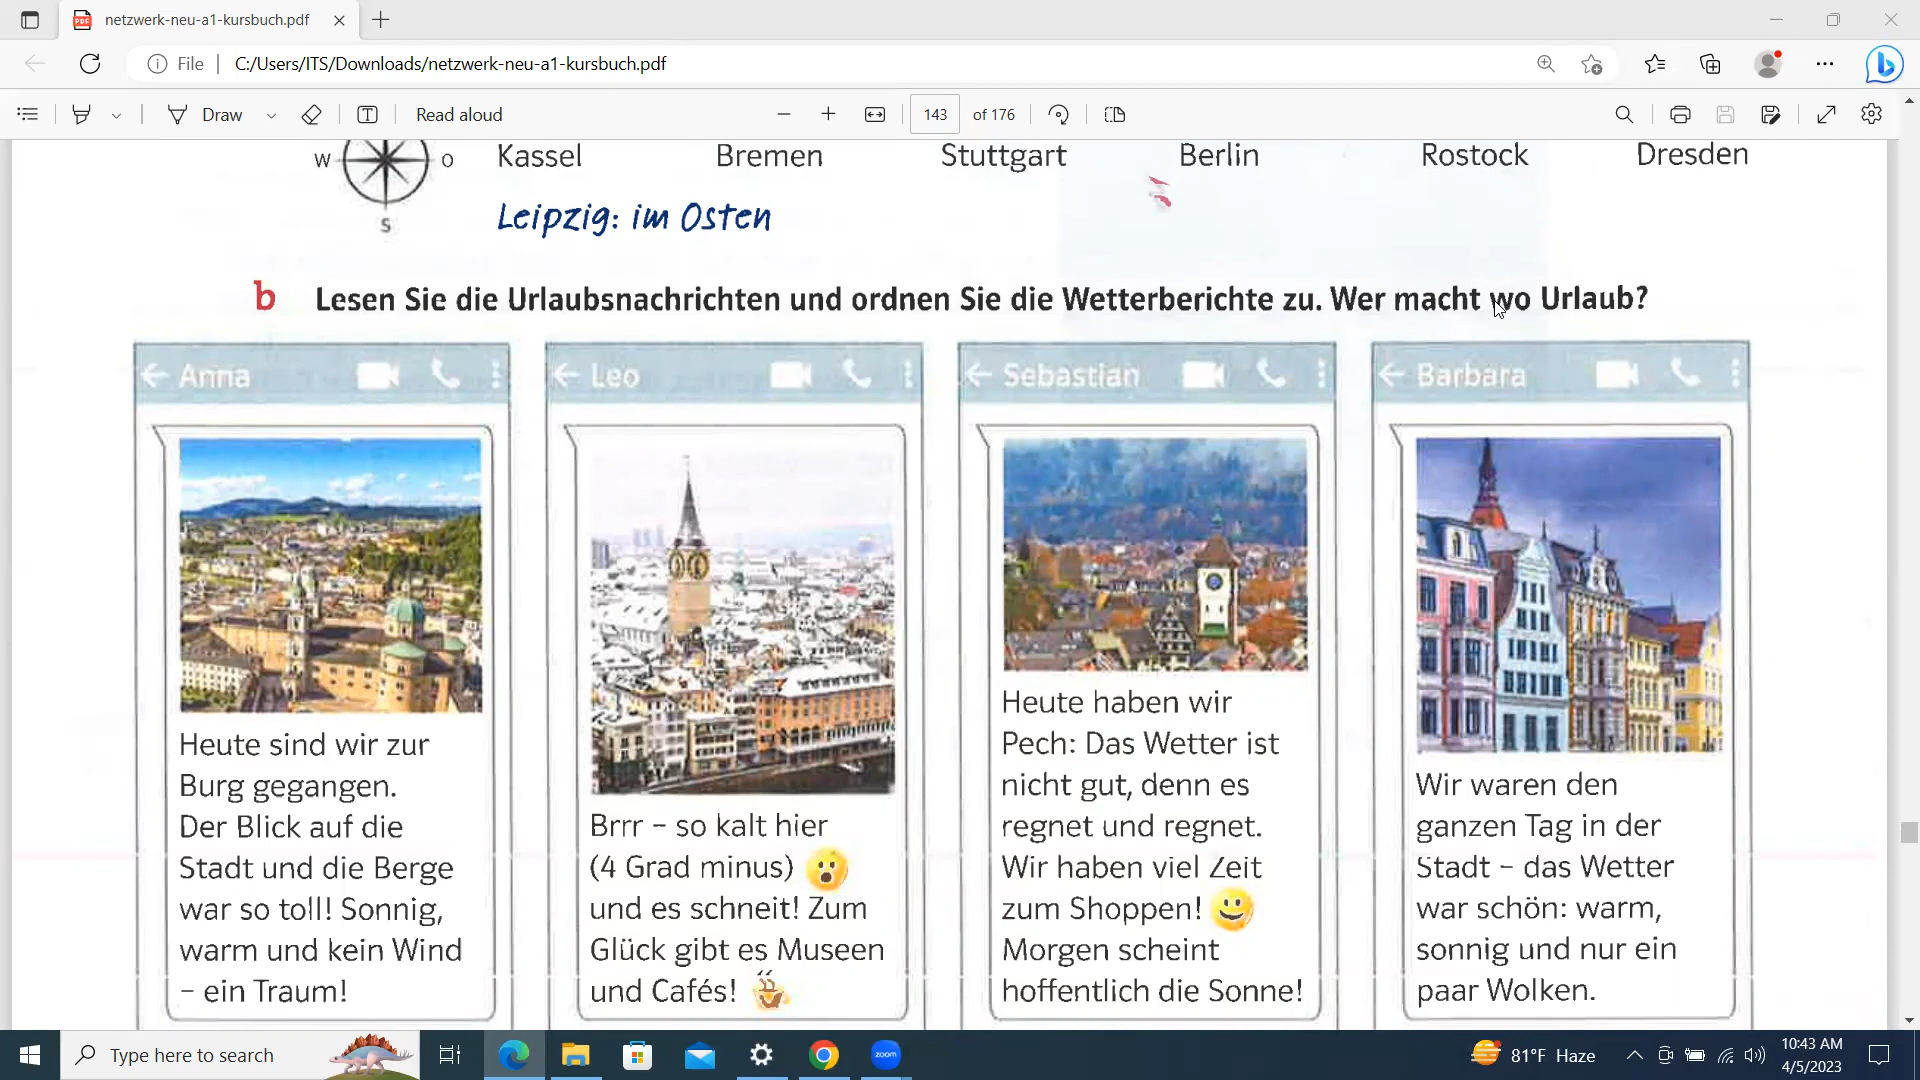 netzwerk-neu-a1-kursbuch.pdf
File
C:/Users/ITS/Downloads/netzwerk-neu-a1-kursbuch.pdf
Draw
Read aloud
143 of 176
W O
S
Kassel Bremen Stuttgart Berlin Rostock Dresden
Leipzig: im Osten
b Lesen Sie die Urlaubsnachrichten und ordnen Sie die Wetterberichte zu. Wer macht wo Urlaub?
Anna
Heute sind wir zur
Burg gegangen.
Der Blick auf die
Stadt und die Berge
war so toll! Sonnig,
warm und kein Wind
– ein Traum!
Leo
Brrr – so kalt hier
(4 Grad minus)
und es schneit! Zum
Glück gibt es Museen
und Cafés!
Sebastian
Heute haben wir
Pech: Das Wetter ist
nicht gut, denn es
regnet und regnet.
Wir haben viel Zeit
zum Shoppen!
Morgen scheint
hoffentlich die Sonne!
Barbara
Wir waren den
ganzen Tag in der
Stadt – das Wetter
war schön: warm,
sonnig und nur ein
paar Wolken.
Type here to search
zoom
81°F Haze
10:43 AM
4/5/2023